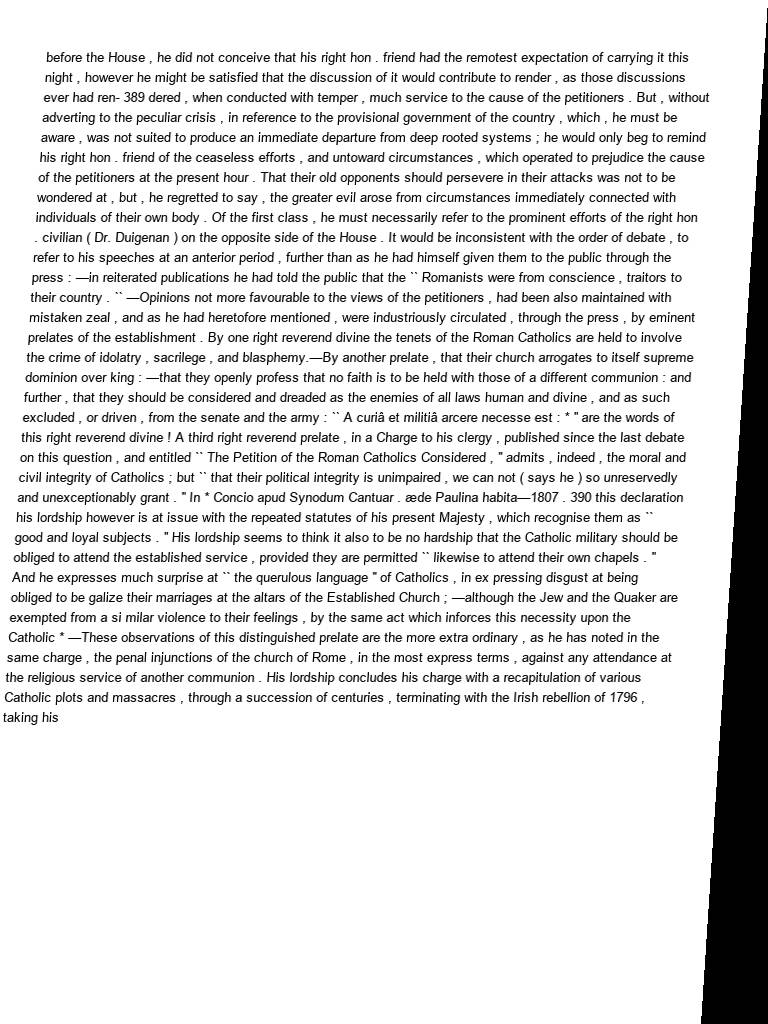 before the House , he did not conceive that his right hon . friend had the remotest expectation of carrying it this
night , however he might be satisfied that the discussion of it would contribute to render , as those discussions
ever had ren- 389 dered , when conducted with temper , much service to the cause of the petitioners . But , without
adverting to the peculiar crisis , in reference to the provisional government of the country , which , he must be
aware , was not suited to produce an immediate departure from deep rooted systems ; he would only beg to remind
his right hon . friend of the ceaseless efforts , and untoward circumstances , which operated to prejudice the cause
of the petitioners at the present hour . That their old opponents should persevere in their attacks was not to be
wondered at , but , he regretted to say , the greater evil arose from circumstances immediately connected with
individuals of their own body . Of the first class , he must necessarily refer to the prominent efforts of the right hon
. civilian ( Dr. Duigenan ) on the opposite side of the House . It would be inconsistent with the order of debate , to
refer to his speeches at an anterior period , further than as he had himself given them to the public through the
press : —in reiterated publications he had told the public that the `` Romanists were from conscience , traitors to
their country . `` —Opinions not more favourable to the views of the petitioners , had been also maintained with
mistaken zeal , and as he had heretofore mentioned , were industriously circulated , through the press , by eminent
prelates of the establishment . By one right reverend divine the tenets of the Roman Catholics are held to involve
the crime of idolatry , sacrilege , and blasphemy.—By another prelate , that their church arrogates to itself supreme
dominion over king : —that they openly profess that no faith is to be held with those of a different communion : and
further , that they should be considered and dreaded as the enemies of all laws human and divine , and as such
excluded , or driven , from the senate and the army : `` A curiâ et militiâ arcere necesse est : * " are the words of
this right reverend divine ! A third right reverend prelate , in a Charge to his clergy , published since the last debate
on this question , and entitled `` The Petition of the Roman Catholics Considered , " admits , indeed , the moral and
civil integrity of Catholics ; but `` that their political integrity is unimpaired , we can not ( says he ) so unreservedly
and unexceptionably grant . " In * Concio apud Synodum Cantuar . æde Paulina habita—1807 . 390 this declaration
his lordship however is at issue with the repeated statutes of his present Majesty , which recognise them as ``
good and loyal subjects . " His lordship seems to think it also to be no hardship that the Catholic military should be
obliged to attend the established service , provided they are permitted `` likewise to attend their own chapels . "
And he expresses much surprise at `` the querulous language " of Catholics , in ex pressing disgust at being
obliged to be galize their marriages at the altars of the Established Church ; —although the Jew and the Quaker are
exempted from a si milar violence to their feelings , by the same act which inforces this necessity upon the
Catholic * —These observations of this distinguished prelate are the more extra ordinary , as he has noted in the
same charge , the penal injunctions of the church of Rome , in the most express terms , against any attendance at
the religious service of another communion . His lordship concludes his charge with a recapitulation of various
Catholic plots and massacres , through a succession of centuries , terminating with the Irish rebellion of 1796 ,
taking his